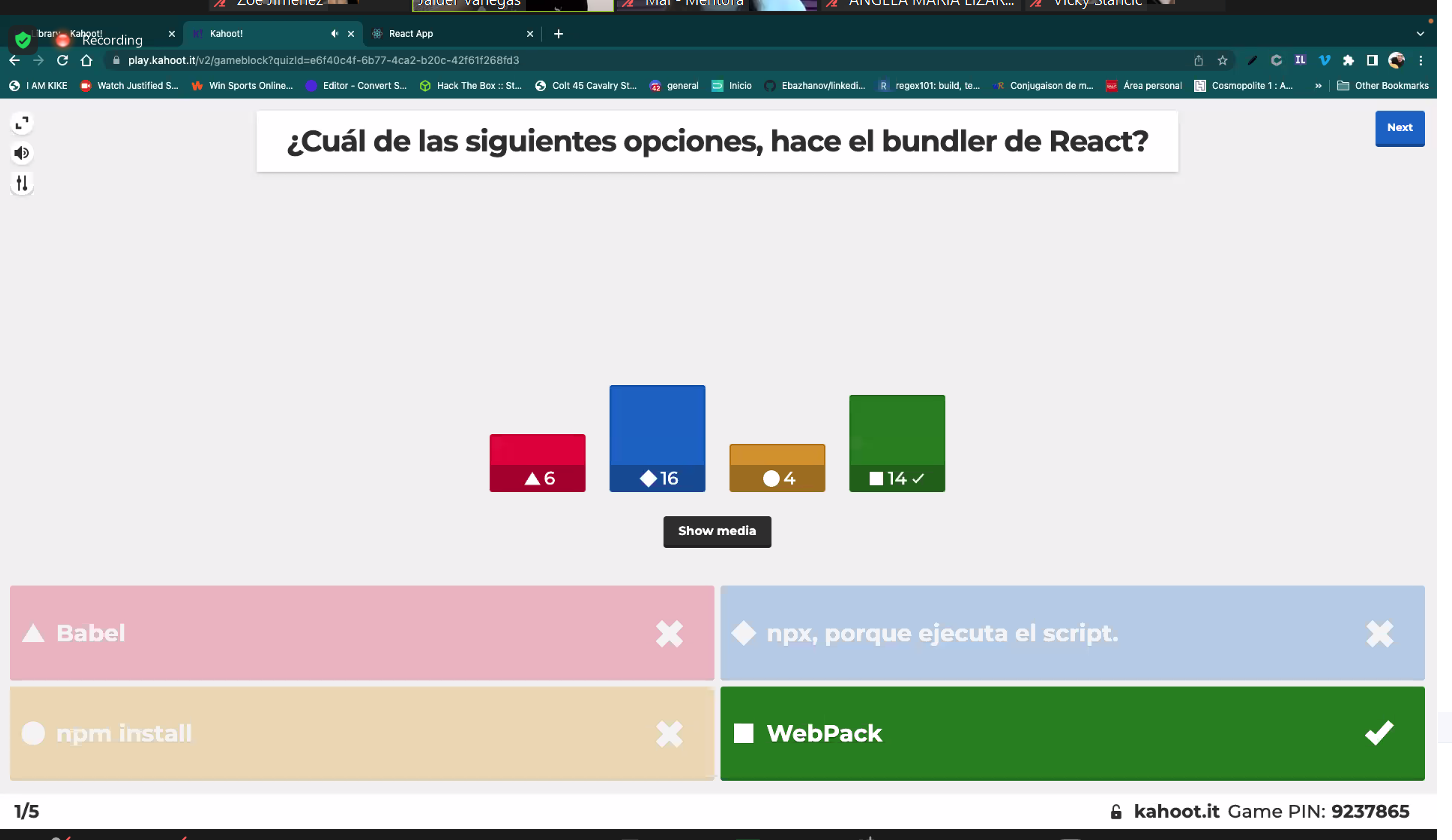 Zoe Jimenez
Jaider Vanegas
Mar - Mentora
ANGELA MARIA LIZAR...
Vicky Stancic
Library
Kahoot!
Recording
Kahoot!
React App
play.kahoot.it/v2/gameblock?quizId=e6f40c4f-6b77-4ca2-b20c-42f61f268fd3
IL
I AM KIKE
Watch Justified S...
Win Sports Online...
Editor - Convert S...
Hack The Box :: St...
Colt 45 Cavalry St...
42
general
Inicio
Ebazhanov/linkedi...
R
regex101: build, te...
Conjugaison de m...
Área personal
Cosmopolite 1 : A...
»
Other Bookmarks
¿Cuál de las siguientes opciones, hace el bundler de React?
Next
6
16
4
14
Show media
Babel
npx, porque ejecuta el script.
npm install
WebPack
1/5
kahoot.it Game PIN: 9237865